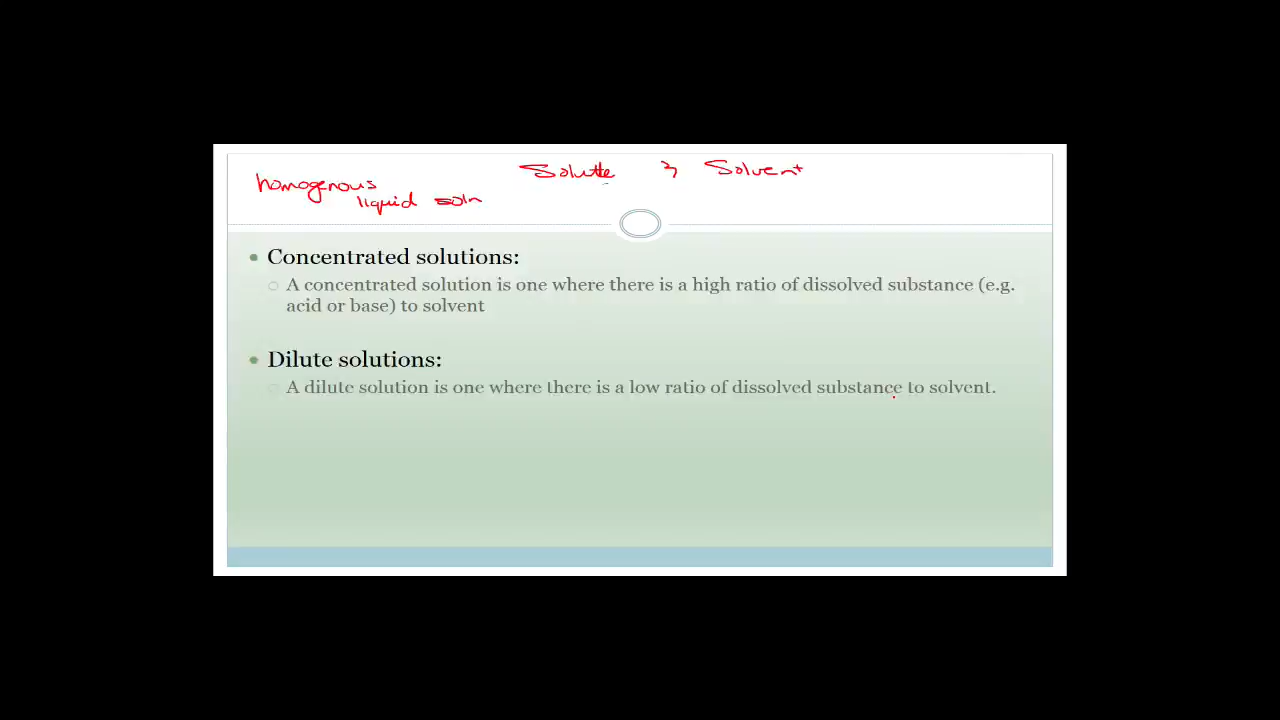 Solute & Solvent
homogenous
liquid soln
Concentrated solutions:
A concentrated solution is one where there is a high ratio of dissolved substance (e.g.
acid or base) to solvent
Dilute solutions:
A dilute solution is one where there is a low ratio of dissolved substance to solvent.